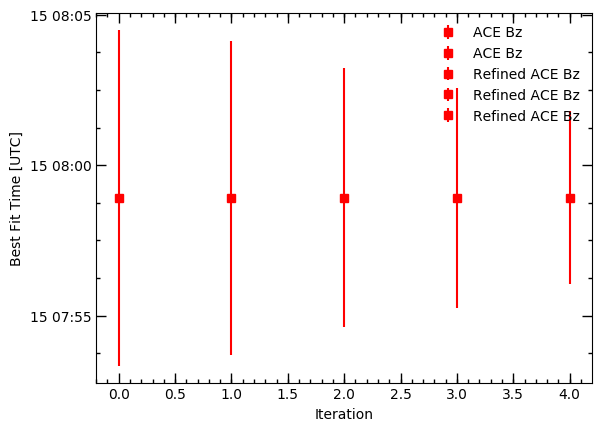 15 08:05
15 08:00
15 07:55
Best Fit Time [UTC]
ACE Bz
ACE Bz
Refined ACE Bz
Refined ACE Bz
Refined ACE Bz
0.0 0.5 1.0 1.5 2.0 2.5 3.0 3.5 4.0
Iteration